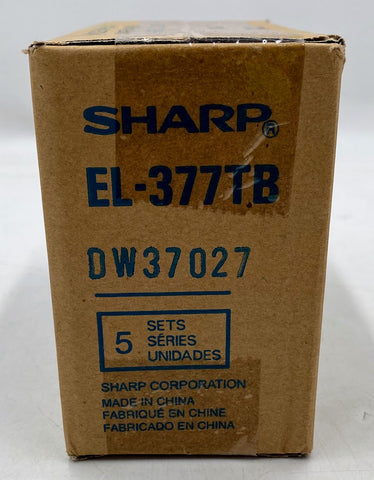 SHARP®
EL-377TB
DW37027
5 SETS
SÉRIES
UNIDADES
SHARP CORPORATION
MADE IN CHINA
FABRIQUÉ EN CHINE
FABRICADO EN CHINA